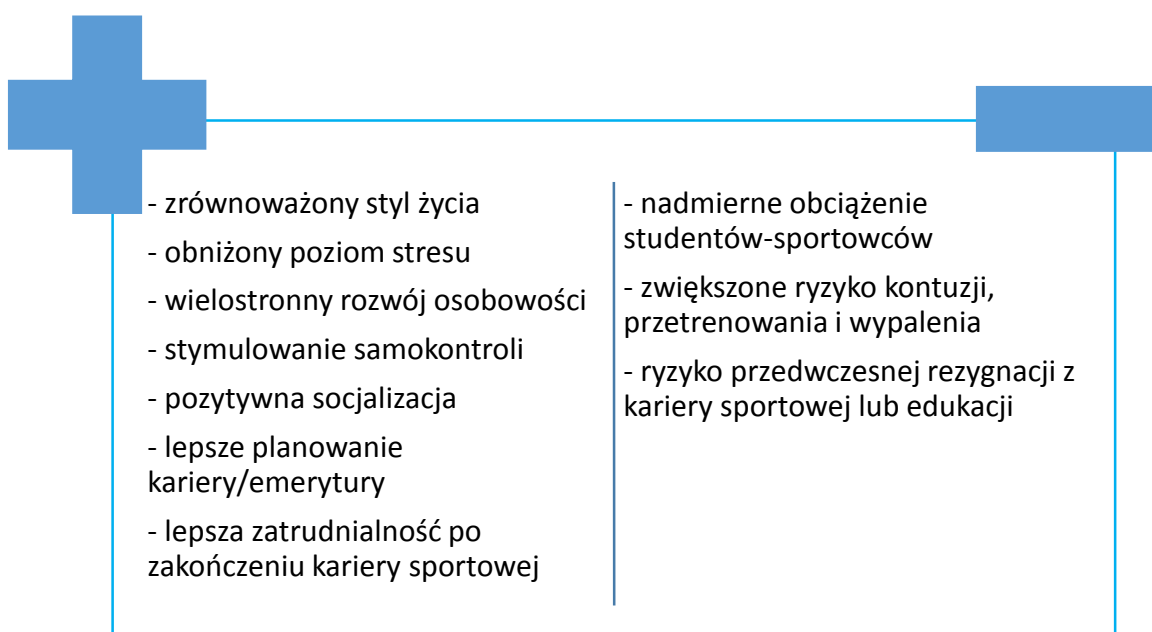 - zrównoważony styl życia
- obniżony poziom stresu
- wielostronny rozwój osobowości
- stymulowanie samokontroli
- pozytywna socjalizacja
- lepsze planowanie
kariery/emerytury
- lepsza zatrudnialność po
zakończeniu kariery sportowej
- nadmierne obciążenie
studentów-sportowców
- zwiększone ryzyko kontuzji,
przetrenowania i wypalenia
- ryzyko przedwczesnej rezygnacji z
kariery sportowej lub edukacji